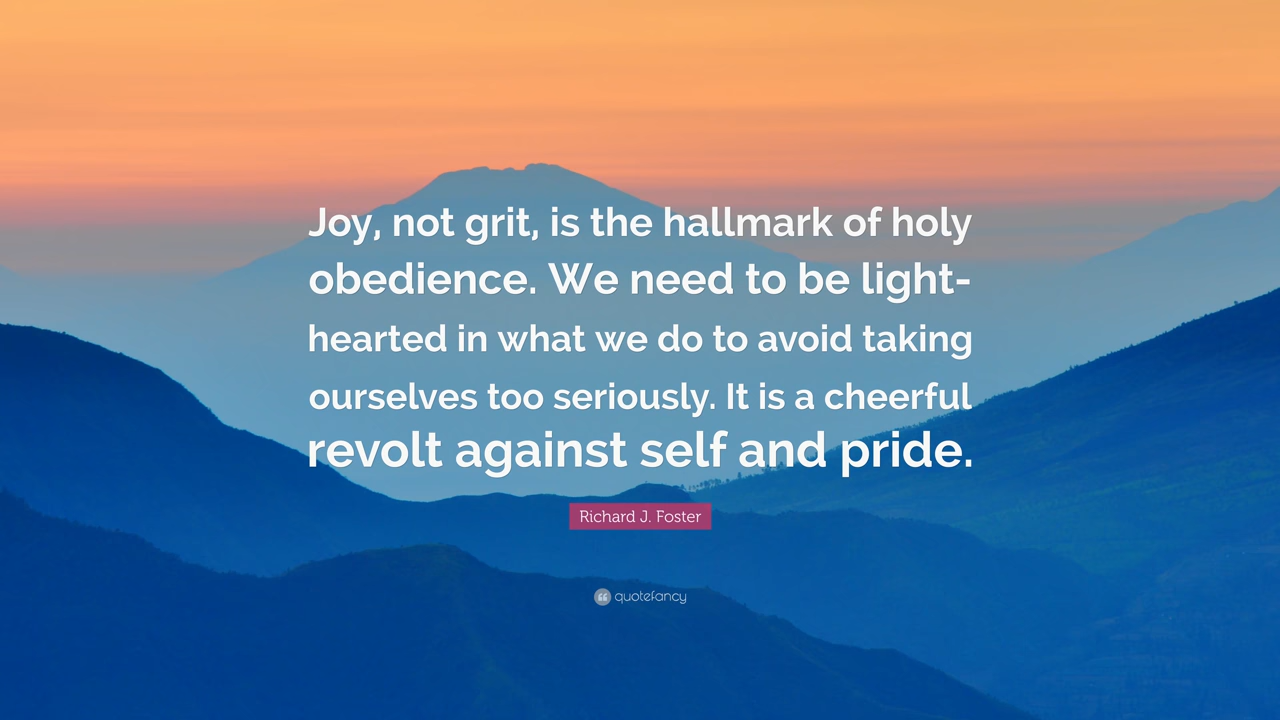 Joy, not grit, is the hallmark of holy
obedience. We need to be light-
hearted in what we do to avoid taking
ourselves too seriously. It is a cheerful
revolt against self and pride.
Richard J. Foster
quotefancy